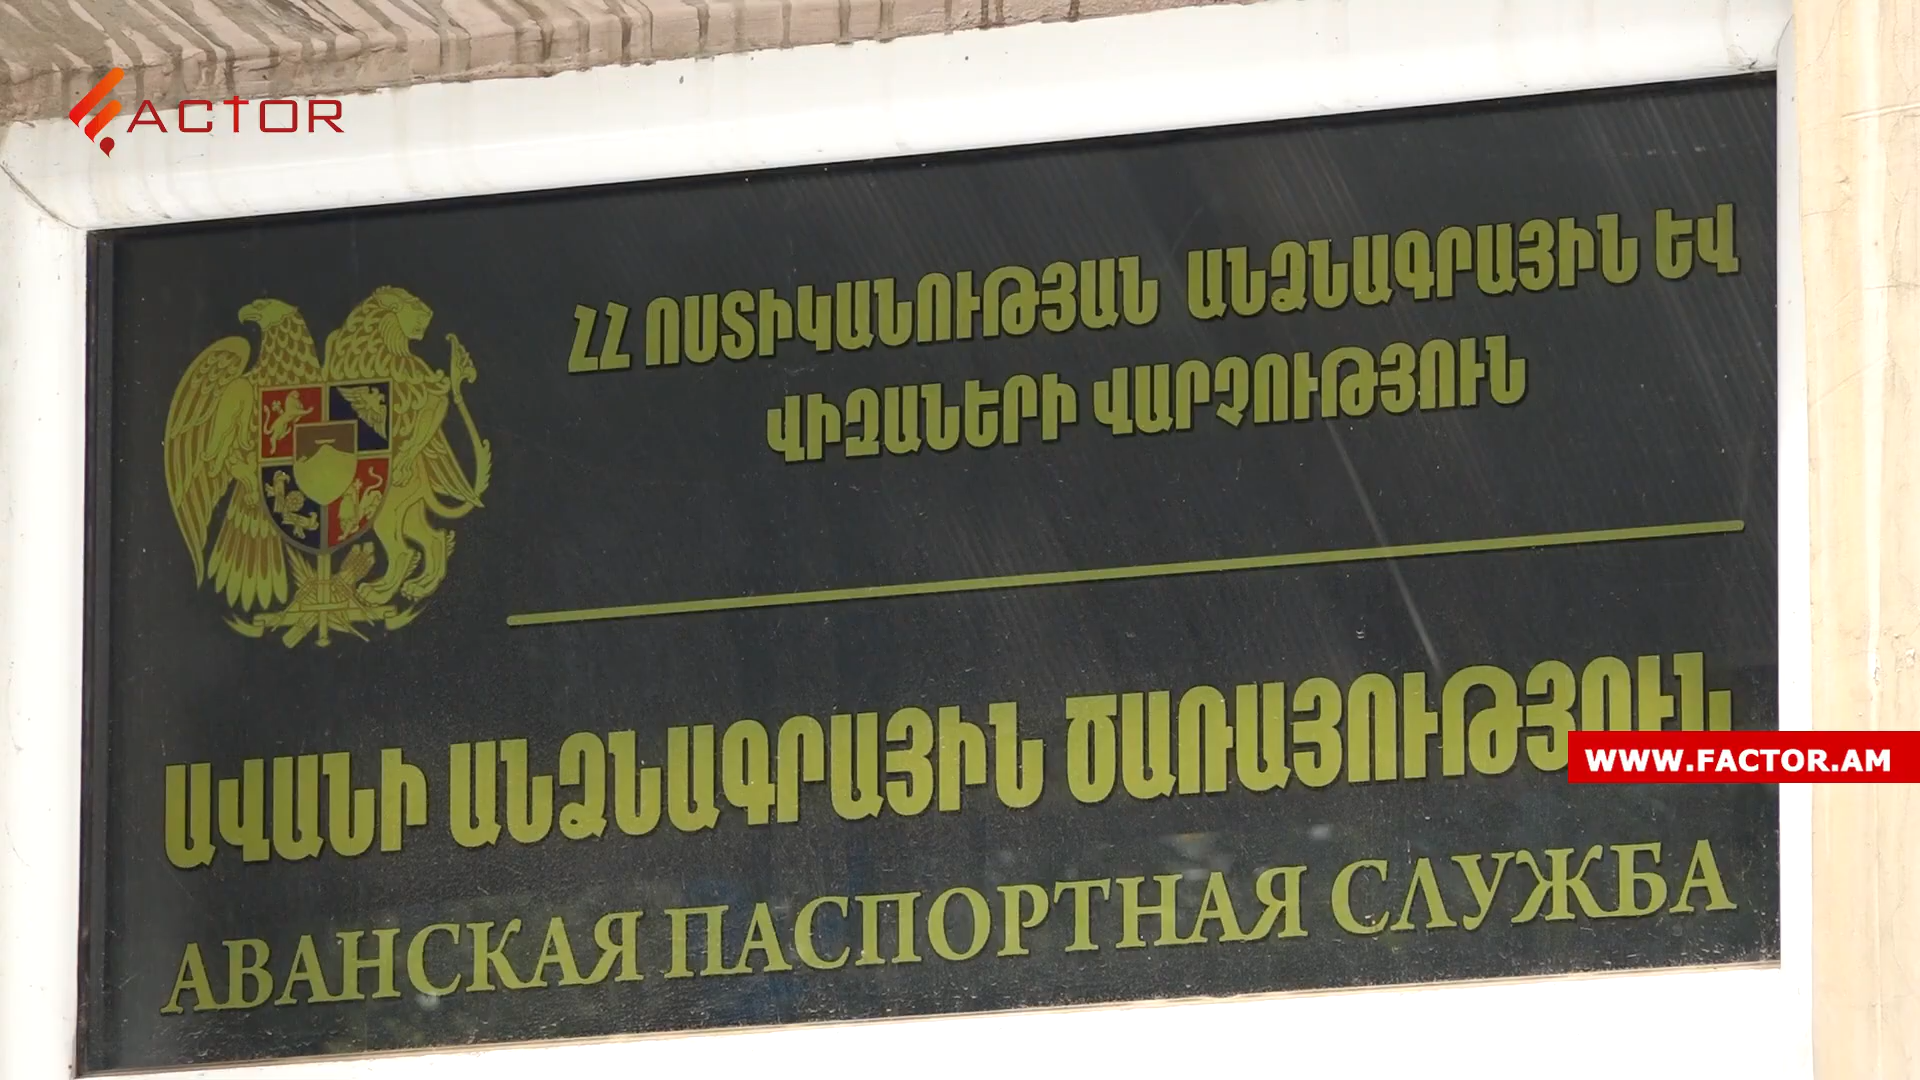 ACTOR
ՀՀ ՈՍՏԻԿԱՆՈՒԹՅԱՆ ԱՆՁՆԱԳՐԱՅԻՆ ԵՎ
ՎԻԶԱՆԵՐԻ ՎԱՐՉՈՒԹՅՈՒՆ
ԱՎԱՆԻ ԱՆՁՆԱԳՐԱՅԻՆ ԾԱՌԱՅՈՒԹՅՈՒՆ
WWW.FACTOR.AM
АВАНСКАЯ ПАСПОРТНАЯ СЛУЖБА